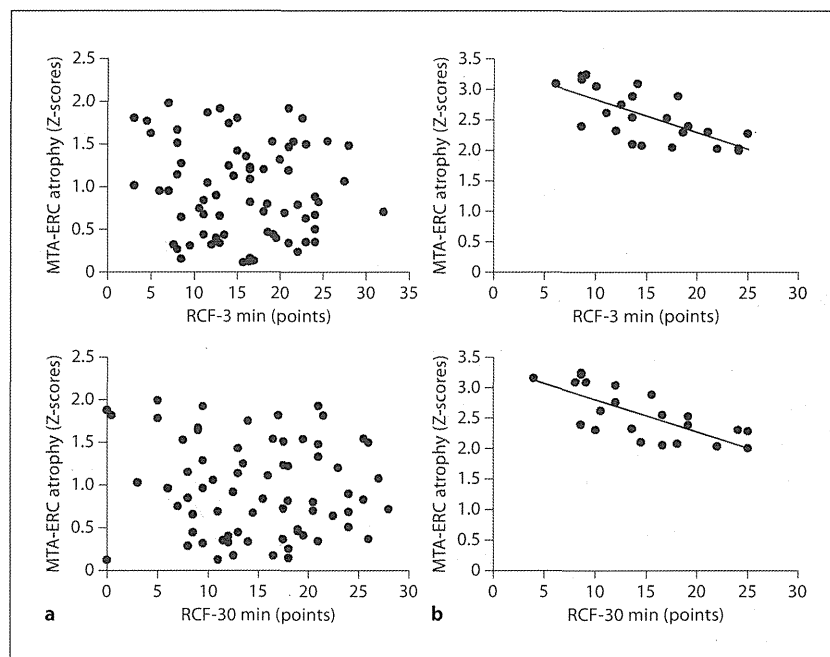 MTA-ERC atrophy (Z-scores)
2.5
2.0
1.5
1.0
0.5
0
0 5 10 15 20 25 30 35
RCF-3 min (points)
MTA-ERC atrophy (Z-scores)
3.5
3.0
2.5
2.0
1.5
1.0
0.5
0
0 5 10 15 20 25 30
RCF-3 min (points)
MTA-ERC atrophy (Z-scores)
2.5
2.0
1.5
1.0
0.5
0
0 5 10 15 20 25 30
RCF-30 min (points)
a
MTA-ERC atrophy (Z-scores)
3.5
3.0
2.5
2.0
1.5
1.0
0.5
0
0 5 10 15 20 25 30
RCF-30 min (points)
b